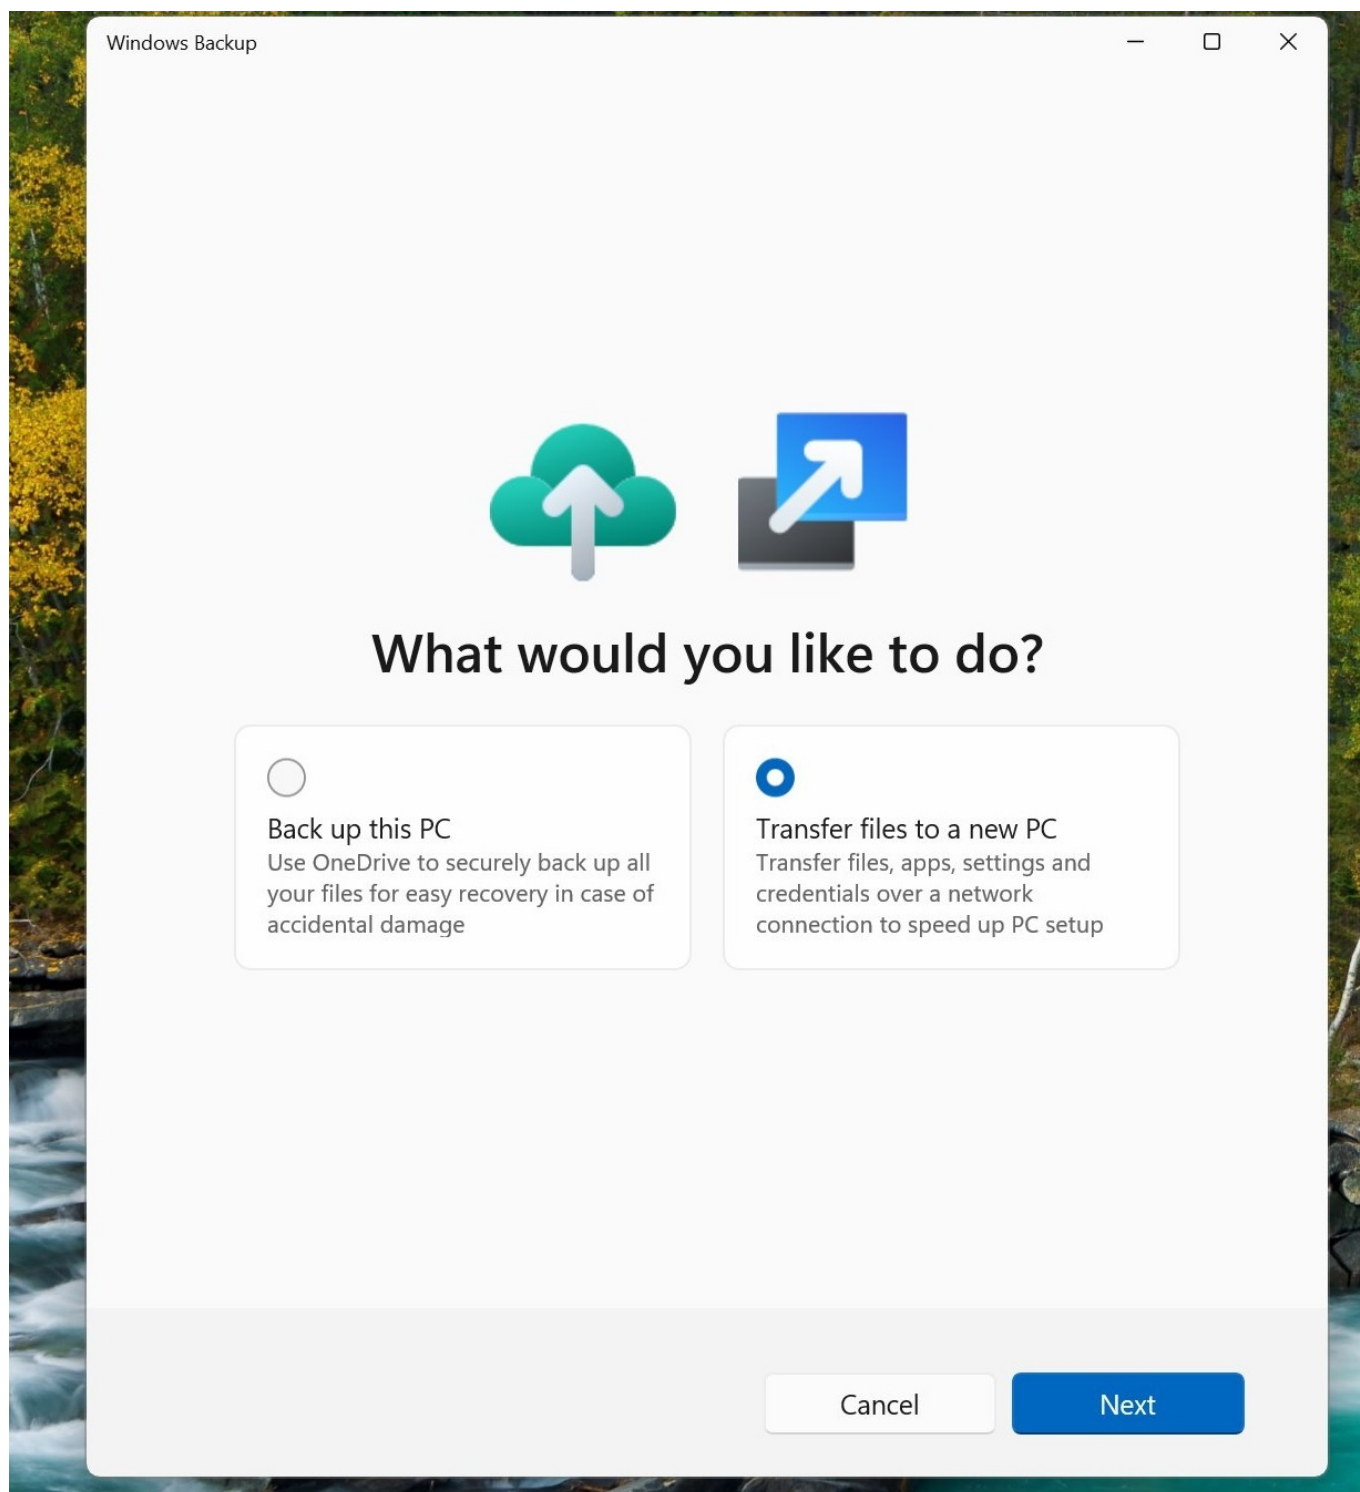 Windows Backup
What would you like to do?
Back up this PC
Use OneDrive to securely back up all
your files for easy recovery in case of
accidental damage
Transfer files to a new PC
Transfer files, apps, settings and
credentials over a network
connection to speed up PC setup
Cancel
Next